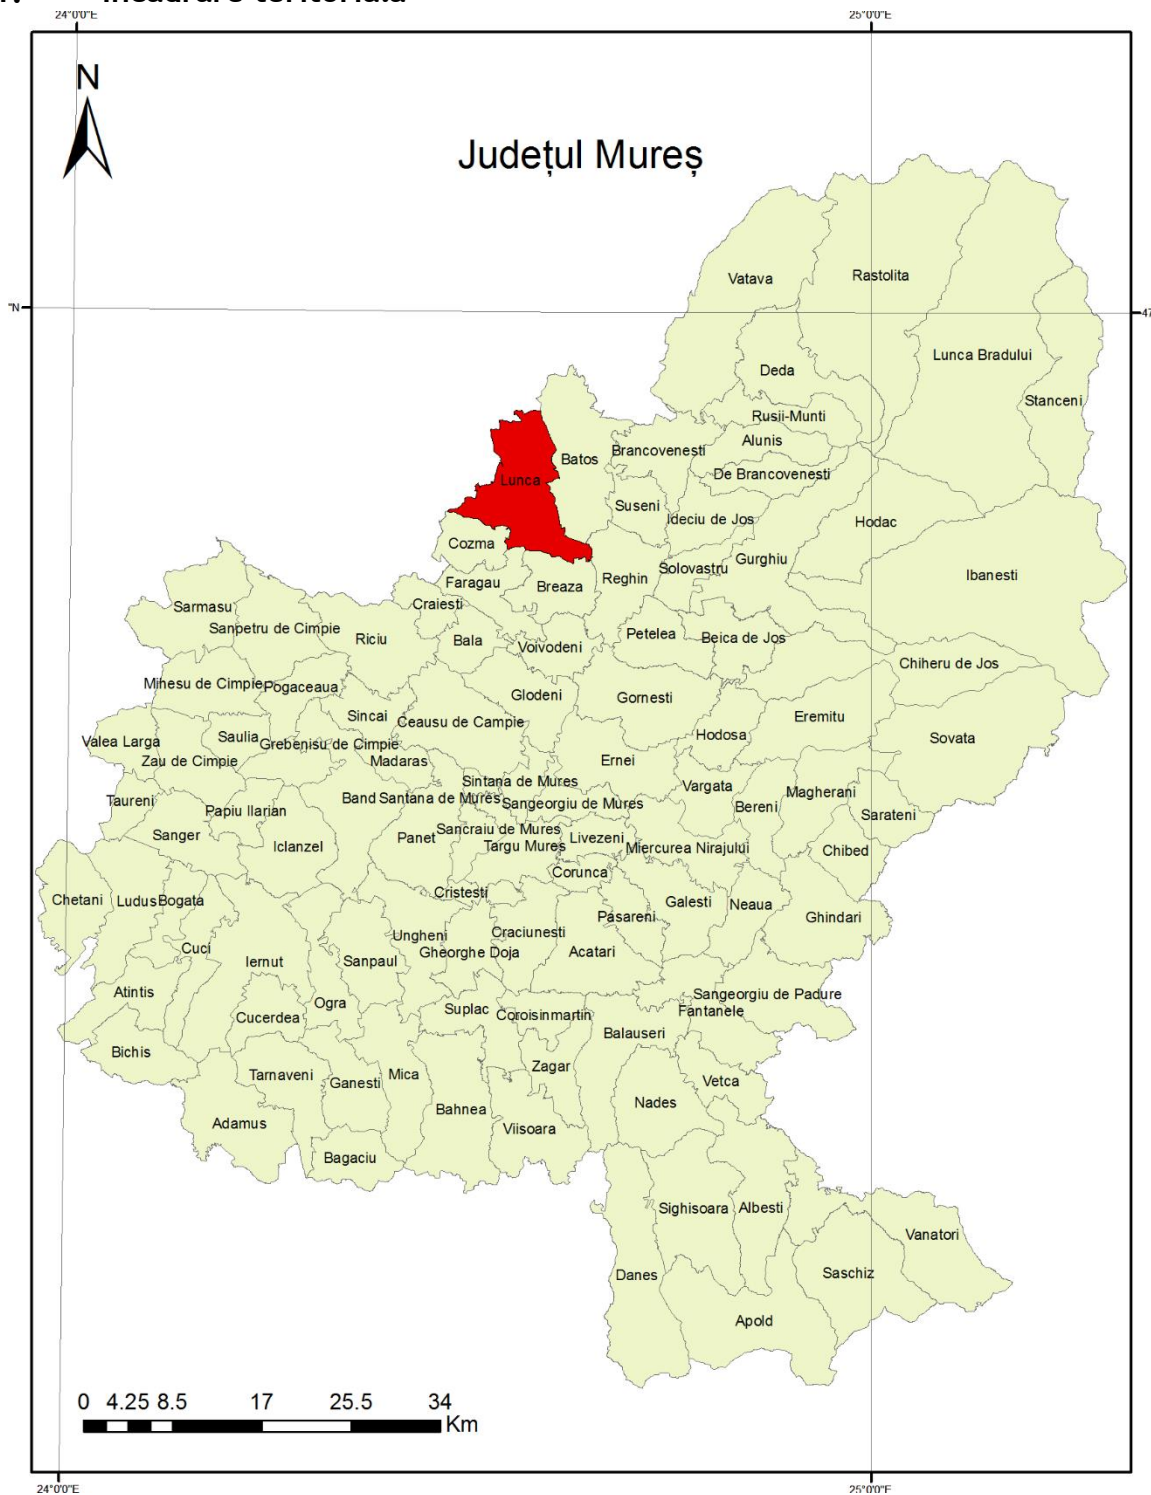 24°0'0"E 25°0'0"E
N
Județul Mureș
"N 47
Vatava
Rastolita
Lunca Bradului
Deda
Stanceni
Rusii-Munti
Alunis
Brancovenesti
Batos
De Brancovenesti
Lunca
Suseni
Ideciu de Jos
Hodac
Cozma
Gurghiu
Solovastru
Ibanesti
Reghin
Faragau
Breaza
Craiesti
Sarmasu
Sanpetru de Cimpie
Riciu
Bala
Voivodeni
Petelea
Beica de Jos
Chiheru de Jos
Mihesu de Cimpie
Pogaceaua
Glodeni
Gornesti
Sincai
Ceausu de Campie
Eremitu
Valea Larga
Saulia
Grebenisu de Cimpie
Hodosa
Sovata
Zau de Cimpie
Madaras
Ernei
Sintana de Mures
Vargata
Magherani
Taureni
Band
Santana de Mures
Sangeorgiu de Mures
Bereni
Papiu Ilarian
Sarateni
Sanger
Iclanzel
Panet
Sancraiu de Mures
Livezeni
Targu Mures
Miercurea Nirajului
Chibed
Corunca
Chetani
Ludus
Bogata
Cristesti
Galesti
Neaua
Pasareni
Ghindari
Ungheni
Craciunesti
Cuci
Iernut
Sanpaul
Gheorghe Doja
Acatari
Atintis
Ogra
Sangeorgiu de Padure
Cucerdea
Suplac
Coroisinmartin
Fantanele
Balauseri
Bichis
Tarnaveni
Ganesti
Mica
Zagar
Vetca
Nades
Bahnea
Adamus
Viisoara
Bagaciu
Sighisoara
Albesti
Vanatori
Danes
Saschiz
Apold
0 4.25 8.5 17 25.5 34
Km
24°0'0"E 25°0'0"E